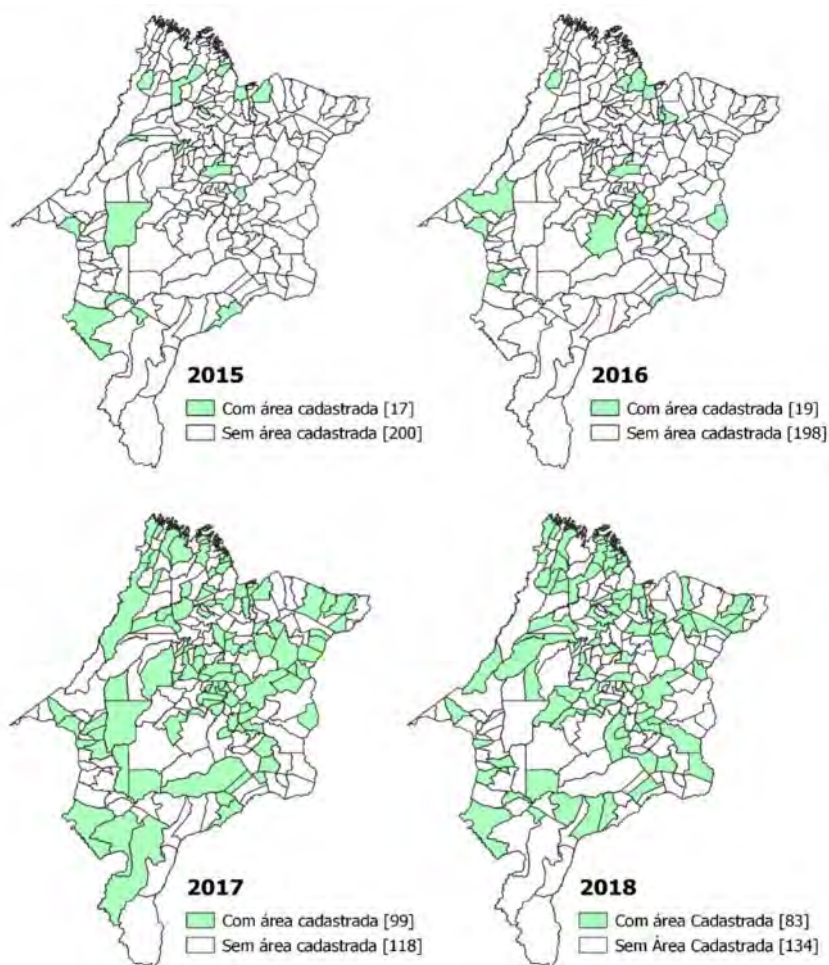 2015
Com área cadastrada [17]
Sem área cadastrada [200]
2016
Com área cadastrada [19]
Sem área cadastrada [198]
2017
Com área cadastrada [99]
Sem área cadastrada [118]
2018
Com área Cadastrada [83]
Sem Área Cadastrada [134]